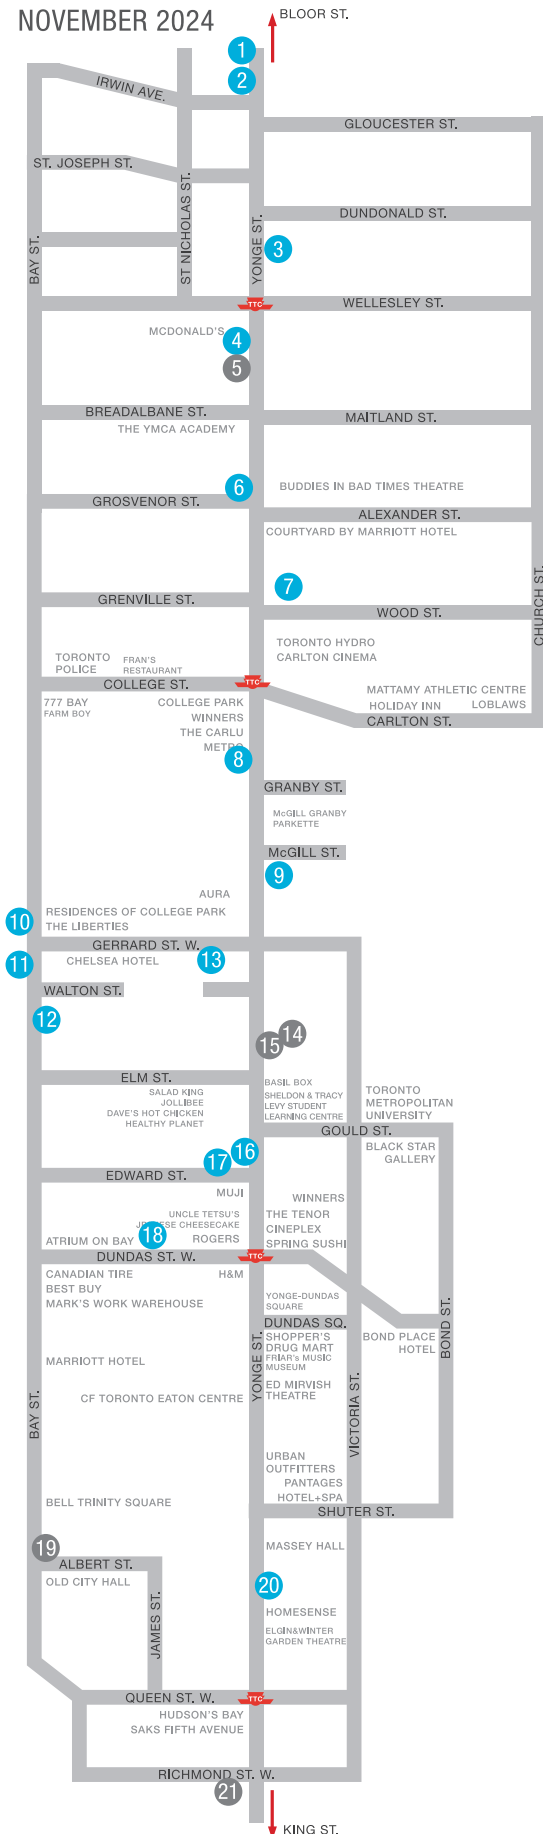 NOVEMBER 2024
BLOOR ST.
1
2
IRWIN AVE.
GLOUCESTER ST.
ST. JOSEPH ST.
ST NICHOLAS ST.
DUNDONALD ST.
BAY ST.
YONGE ST.
3
TTC
WELLESLEY ST.
MCDONALD'S
4
5
BREADALBANE ST.
MAITLAND ST.
THE YMCA ACADEMY
6
BUDDIES IN BAD TIMES THEATRE
GROSVENOR ST.
ALEXANDER ST.
COURTYARD BY MARRIOTT HOTEL
CHURCH ST.
7
GRENVILLE ST.
WOOD ST.
TORONTO
POLICE
FRAN'S
RESTAURANT
TORONTO HYDRO
CARLTON CINEMA
COLLEGE ST.
TTC
MATTAMY ATHLETIC CENTRE
HOLIDAY INN
LOBLAWS
CARLTON ST.
777 BAY
FARM BOY
COLLEGE PARK
WINNERS
THE CARLU
METRO
8
GRANBY ST.
McGILL GRANBY
PARKETTE
McGILL ST.
9
AURA
10
RESIDENCES OF COLLEGE PARK
THE LIBERTIES
GERRARD ST. W.
11
CHELSEA HOTEL
13
WALTON ST.
12
14
15
ELM ST.
BASIL BOX
SHELDON & TRACY
LEVY STUDENT
LEARNING CENTRE
TORONTO
METROPOLITAN
UNIVERSITY
SALAD KING
JOLLIBEE
DAVE'S HOT CHICKEN
HEALTHY PLANET
GOULD ST.
BLACK STAR
GALLERY
16
17
EDWARD ST.
MUJI
WINNERS
UNCLE TETSU'S
JPNESE CHEESECAKE
THE TENOR
CINEPLEX
SPRING SUSHI
18
ATRIUM ON BAY
ROGERS
DUNDAS ST. W.
TTC
CANADIAN TIRE
BEST BUY
MARK'S WORK WAREHOUSE
H&M
YONGE-DUNDAS
SQUARE
DUNDAS SQ.
BOND ST.
BOND PLACE
HOTEL
SHOPPER'S
DRUG MART
FRIAR's MUSIC
MUSEUM
YONGE ST.
VICTORIA ST.
MARRIOTT HOTEL
ED MIRVISH
THEATRE
BAY ST.
CF TORONTO EATON CENTRE
URBAN
OUTFITTERS
PANTAGES
HOTEL+SPA
BELL TRINITY SQUARE
SHUTER ST.
MASSEY HALL
19
ALBERT ST.
OLD CITY HALL
20
HOMESENSE
JAMES ST.
ELGIN&WINTER
GARDEN THEATRE
QUEEN ST. W.
TTC
HUDSON'S BAY
SAKS FIFTH AVENUE
RICHMOND ST. W.
21
KING ST.